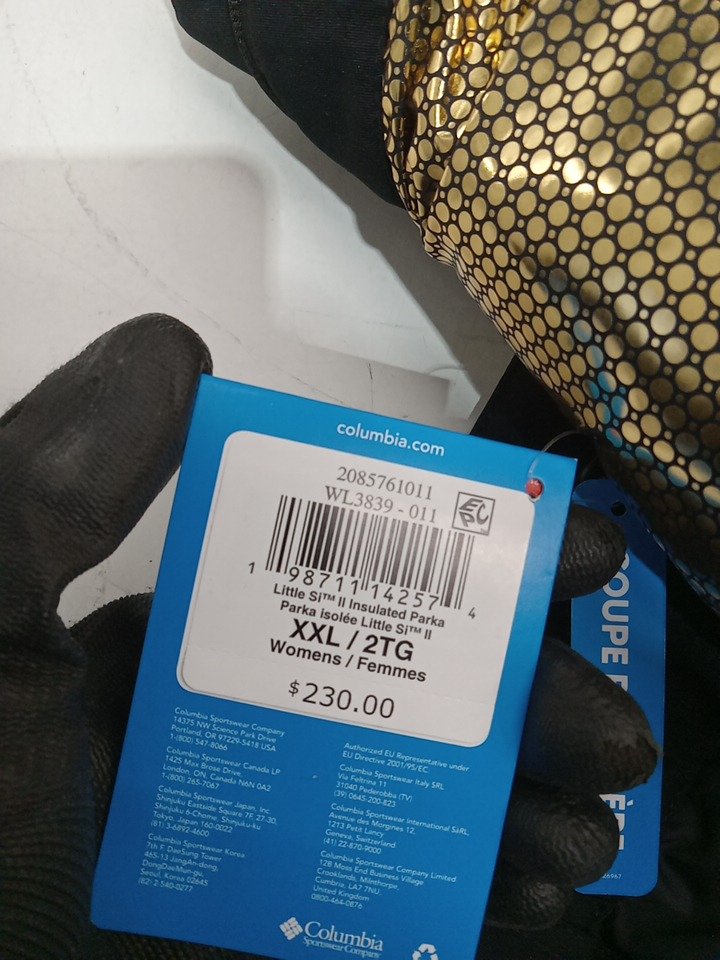 columbia.com
2085761011
WL3839 - 011
EPC
1 98711 14257 4
Little Si™ II Insulated Parka
Parka isolée Little Si™ II
XXL / 2TG
Womens / Femmes
$230.00
Columbia Sportswear Company
14375 NW Science Park Drive
Portland, OR 97229-5418 USA
1-(800) 547-8066
Columbia Sportswear Canada LP
1425 Max Brose Drive
London, ON, Canada N6N 0A2
1-(800) 265-7067
Columbia Sportswear Japan, Inc.
Shinjuku Eastside Square 7F, 27-30,
Shinjuku 6-Chome, Shinjuku-ku
Tokyo, Japan 160-0022
(81) 3-6892-4600
Columbia Sportswear Korea
7th F. DaoSung Tower
465-13 JangAn-dong,
DongDaeMun-gu,
Seoul, Korea 02645
(82) 2-540-0277
Authorized EU Representative under
EU Directive 2001/95/EC.
Columbia Sportswear Italy SRL
Via Feltrina 11
31040 Pederobba (TV)
(39) 0645-200-823
Columbia Sportswear International SàRL,
Avenue des Morgines 12,
1213 Petit Lancy
Geneva, Switzerland
(41) 22-870-9000
Columbia Sportswear Company Limited
12B Moss End Business Village
Crooklands, Milnthorpe,
Cumbria, LA7 7NU,
United Kingdom
0800-464-0876
Columbia
Sportswear Company
OUPE
26967